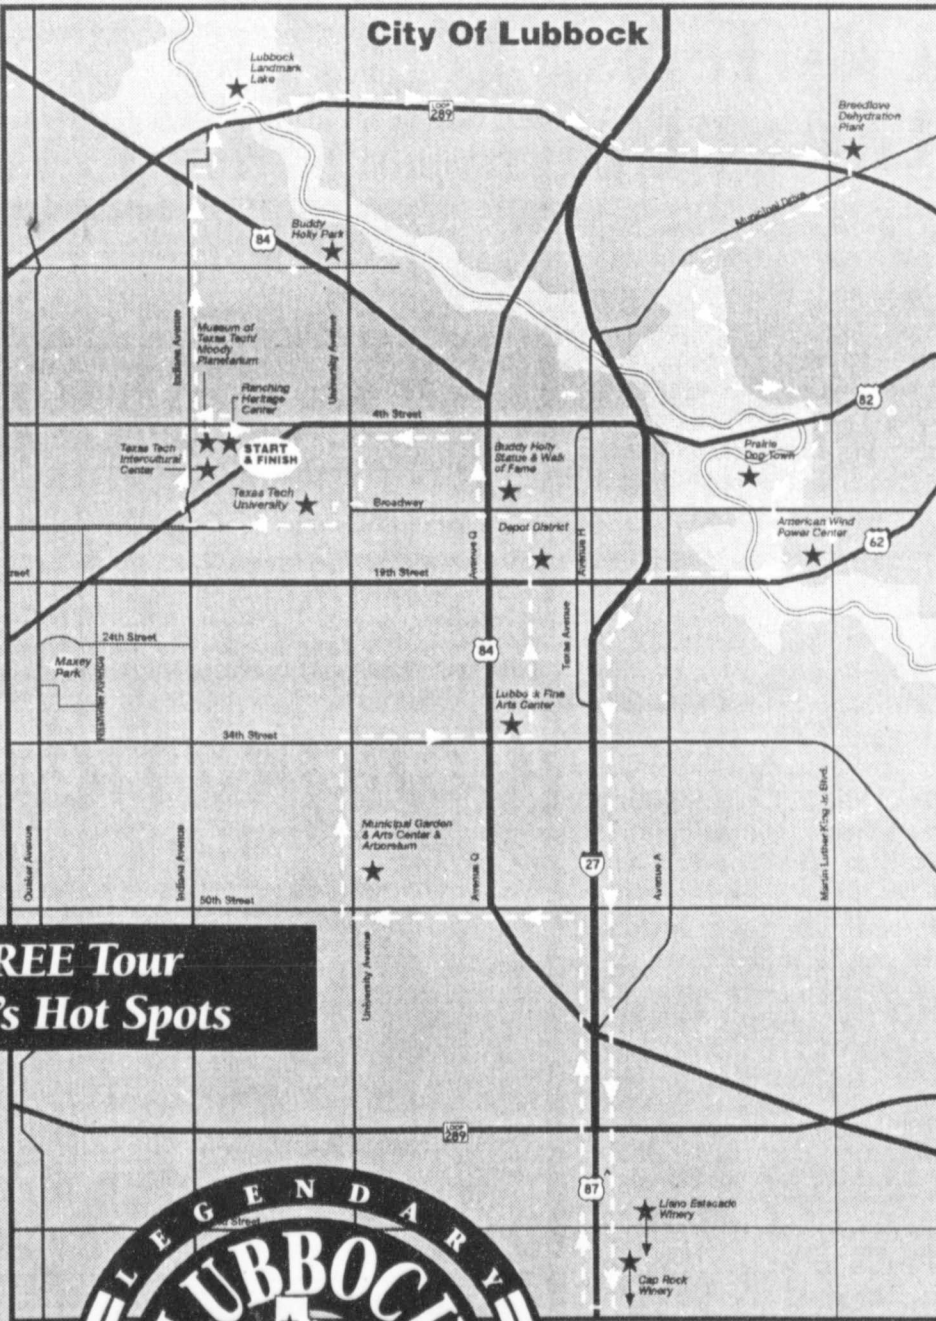 City Of Lubbock
Lubbock
Landmark
Lake
LOOP
289
Breedlove
Dehydration
Plant
Municipal Drive
84
Buddy
Holly Park
Indiana Avenue
University Avenue
Museum of
Texas Tech/
Moody
Planetarium
Ranching
Heritage
Center
82
4th Street
START
& FINISH
Texas Tech
Intercultural
Center
Texas Tech
University
Broadway
Buddy Holly
Statue & Walk
of Fame
Prairie
Dog Town
Depot District
Avenue Q
Avenue H
American Wind
Power Center
62
19th Street
24th Street
Maxey
Park
84
Texas Avenue
Lubbock Fine
Arts Center
34th Street
Municipal Garden
& Arts Center &
Arboretum
Quaker Avenue
Indiana Avenue
Avenue Q
27
Avenue A
Martin Luther King Jr. Blvd.
50th Street
University Avenue
REE Tour
's Hot Spots
LOOP
289
87
Llano Estacado
Winery
Cap Rock
Winery
LEGENDARY
Street
LUBBOCK